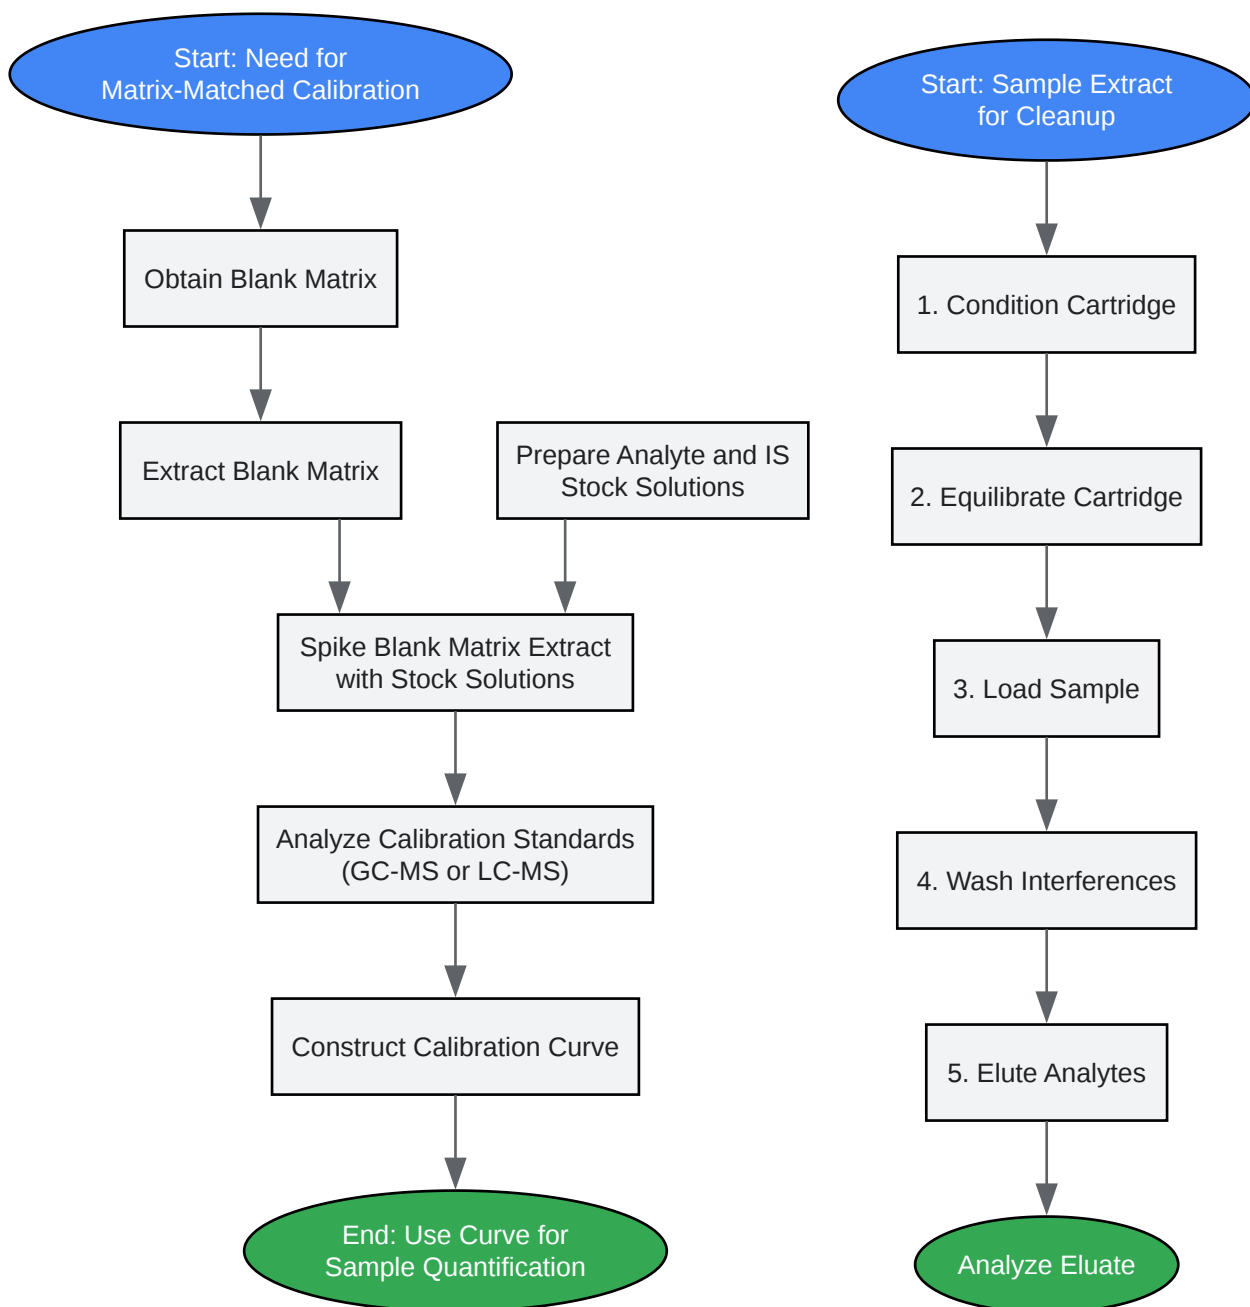 Start: Need for
Matrix-Matched Calibration
Obtain Blank Matrix
Extract Blank Matrix
Prepare Analyte and IS
Stock Solutions
Spike Blank Matrix Extract
with Stock Solutions
Analyze Calibration Standards
(GC-MS or LC-MS)
Construct Calibration Curve
End: Use Curve for
Sample Quantification
Start: Sample Extract
for Cleanup
1. Condition Cartridge
2. Equilibrate Cartridge
3. Load Sample
4. Wash Interferences
5. Elute Analytes
Analyze Eluate